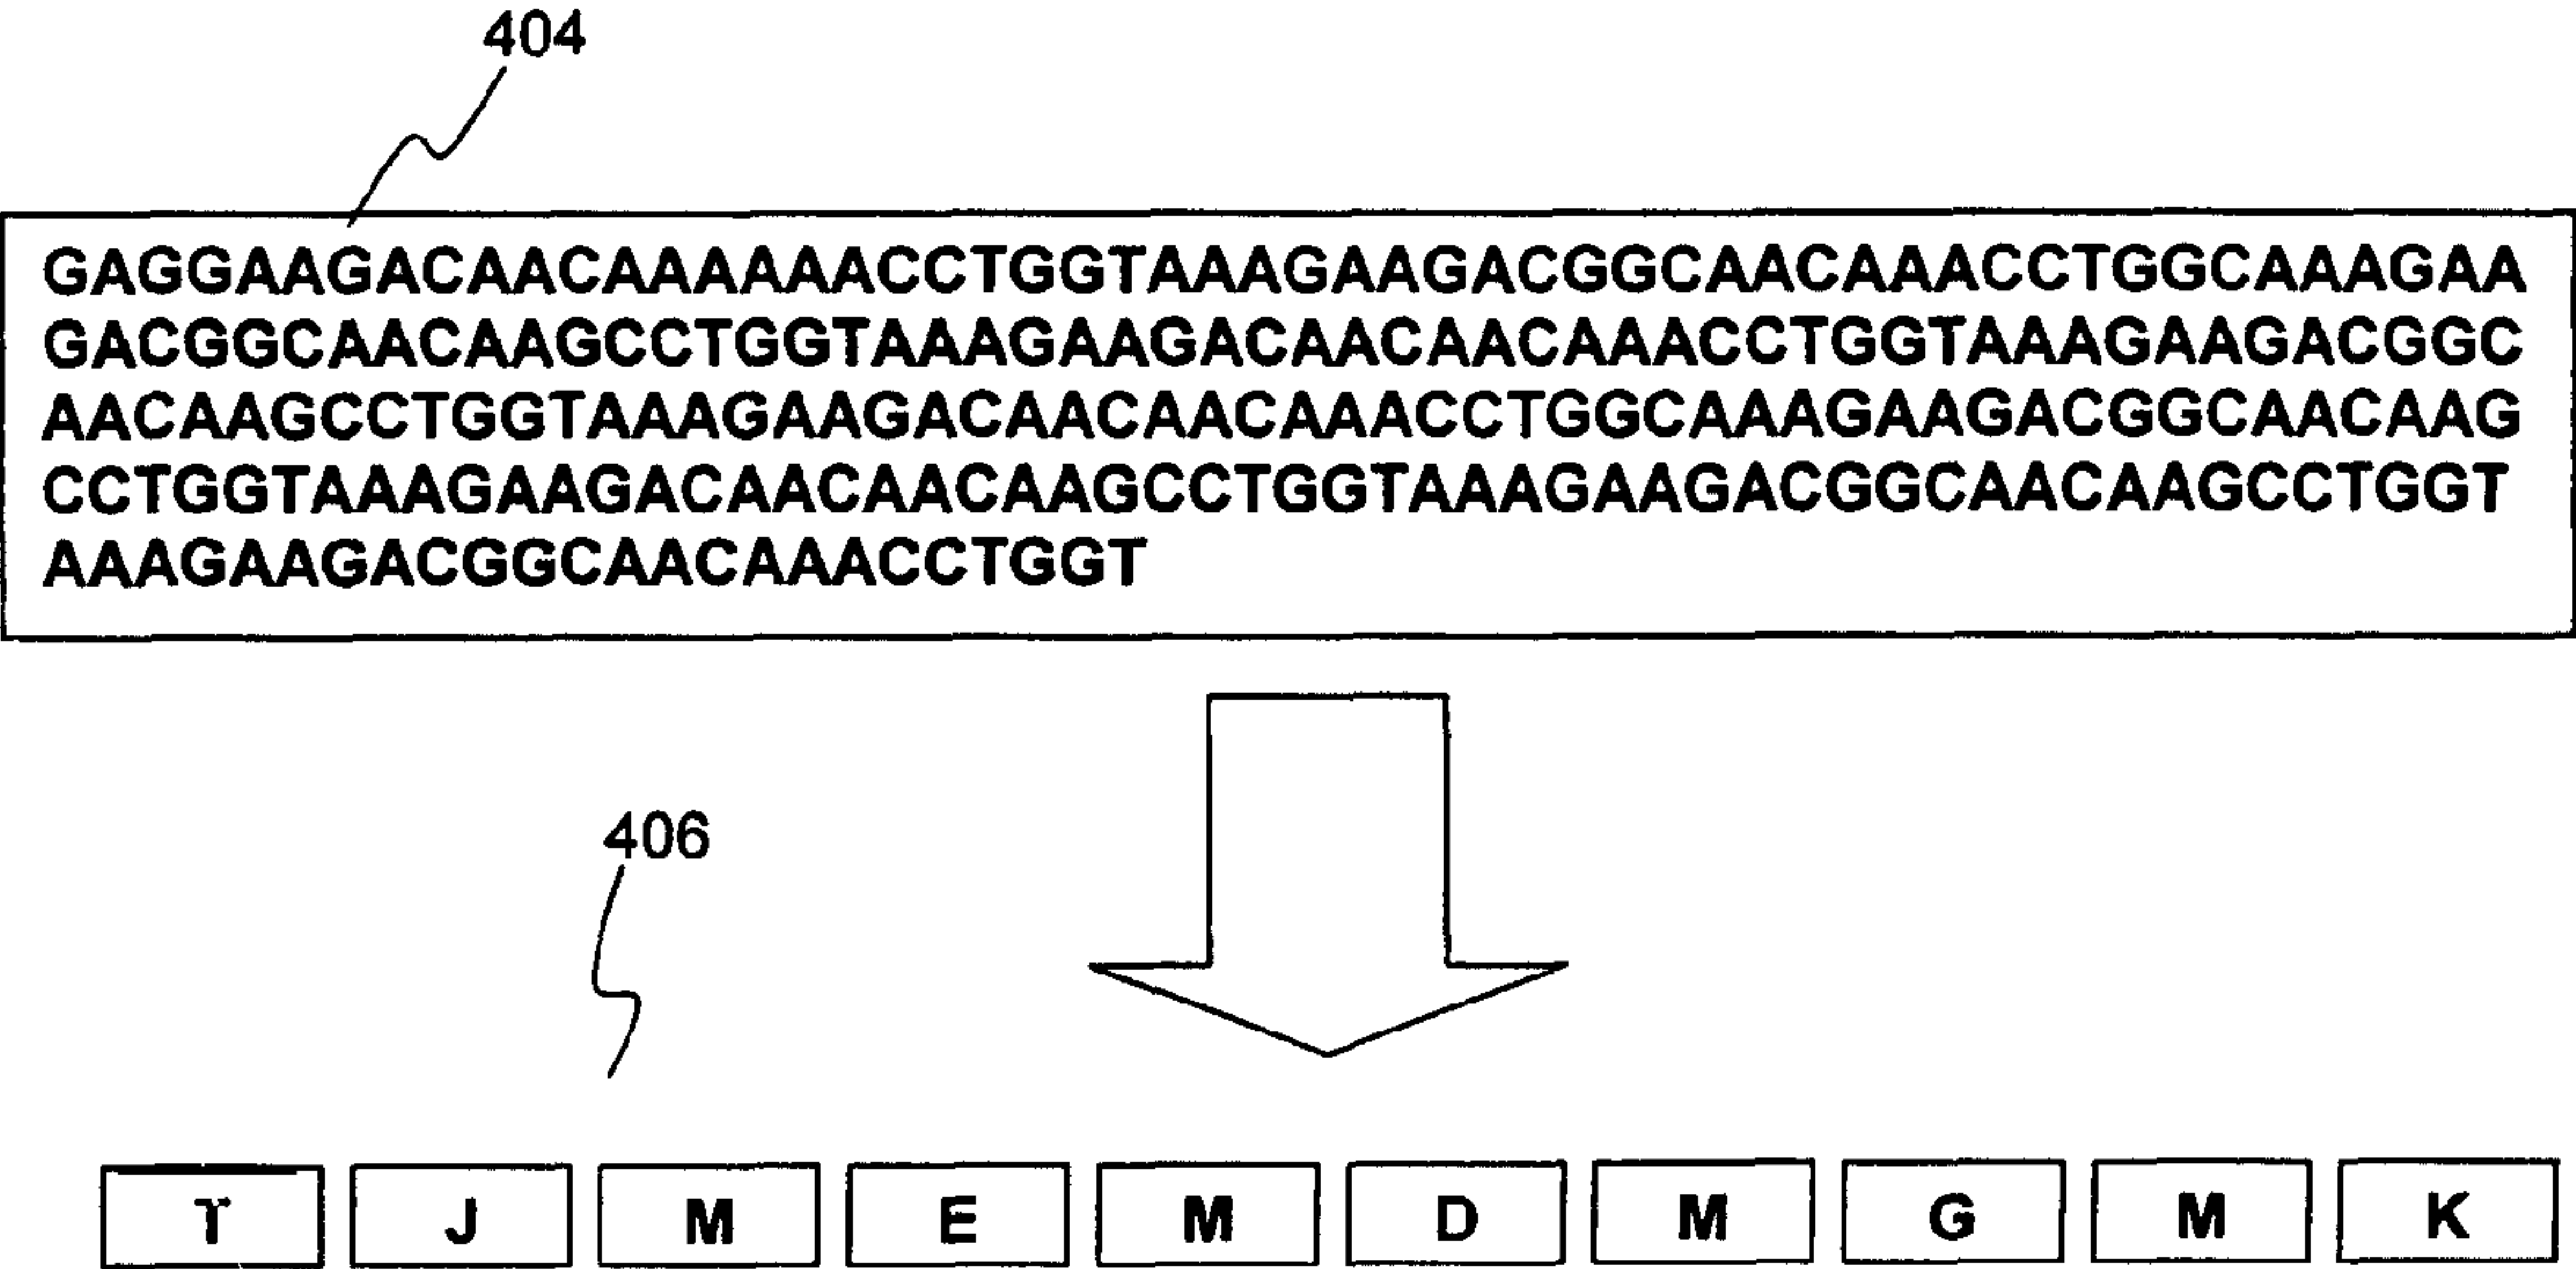 404
GAGGAAGACAACAAAAAACCTGGTAAAGAAGACGGCAACAAACCTGGCAAAGAA
GACGGCAACAAGCCTGGTAAAGAAGACAACAACAAACCTGGTAAAGAAGACGGC
AACAAGCCTGGTAAAGAAGACAACAACAAACCTGGCAAAGAAGACGGCAACAAG
CCTGGTAAAGAAGACAACAACAAGCCTGGTAAAGAAGACGGCAACAAGCCTGGT
AAAGAAGACGGCAACAAACCTGGT
406
T J M E M D M G M K